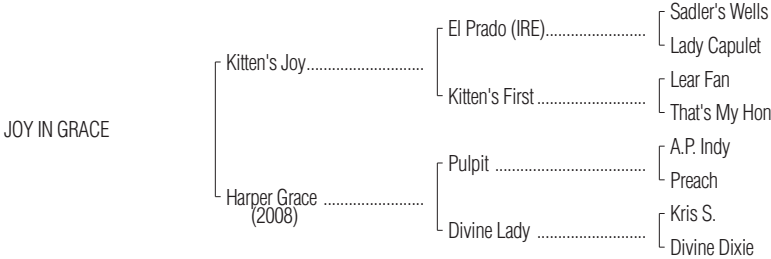 Sadler's Wells
El Prado (IRE)
Lady Capulet
Kitten's Joy
Lear Fan
Kitten's First
That's My Hon
JOY IN GRACE
A.P. Indy
Pulpit
Preach
Harper Grace
(2008)
Kris S.
Divine Lady
Divine Dixie